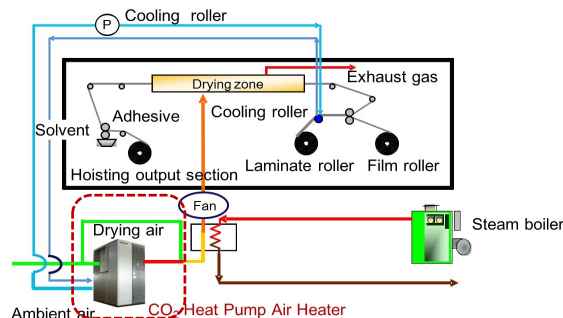 Cooling roller
P
Exhaust gas
Drying zone
Cooling roller
Adhesive
Solvent
Laminate roller
Film roller
Hoisting output section
Fan
Steam boiler
Drying air
Ambient air
CO₂ Heat Pump Air Heater